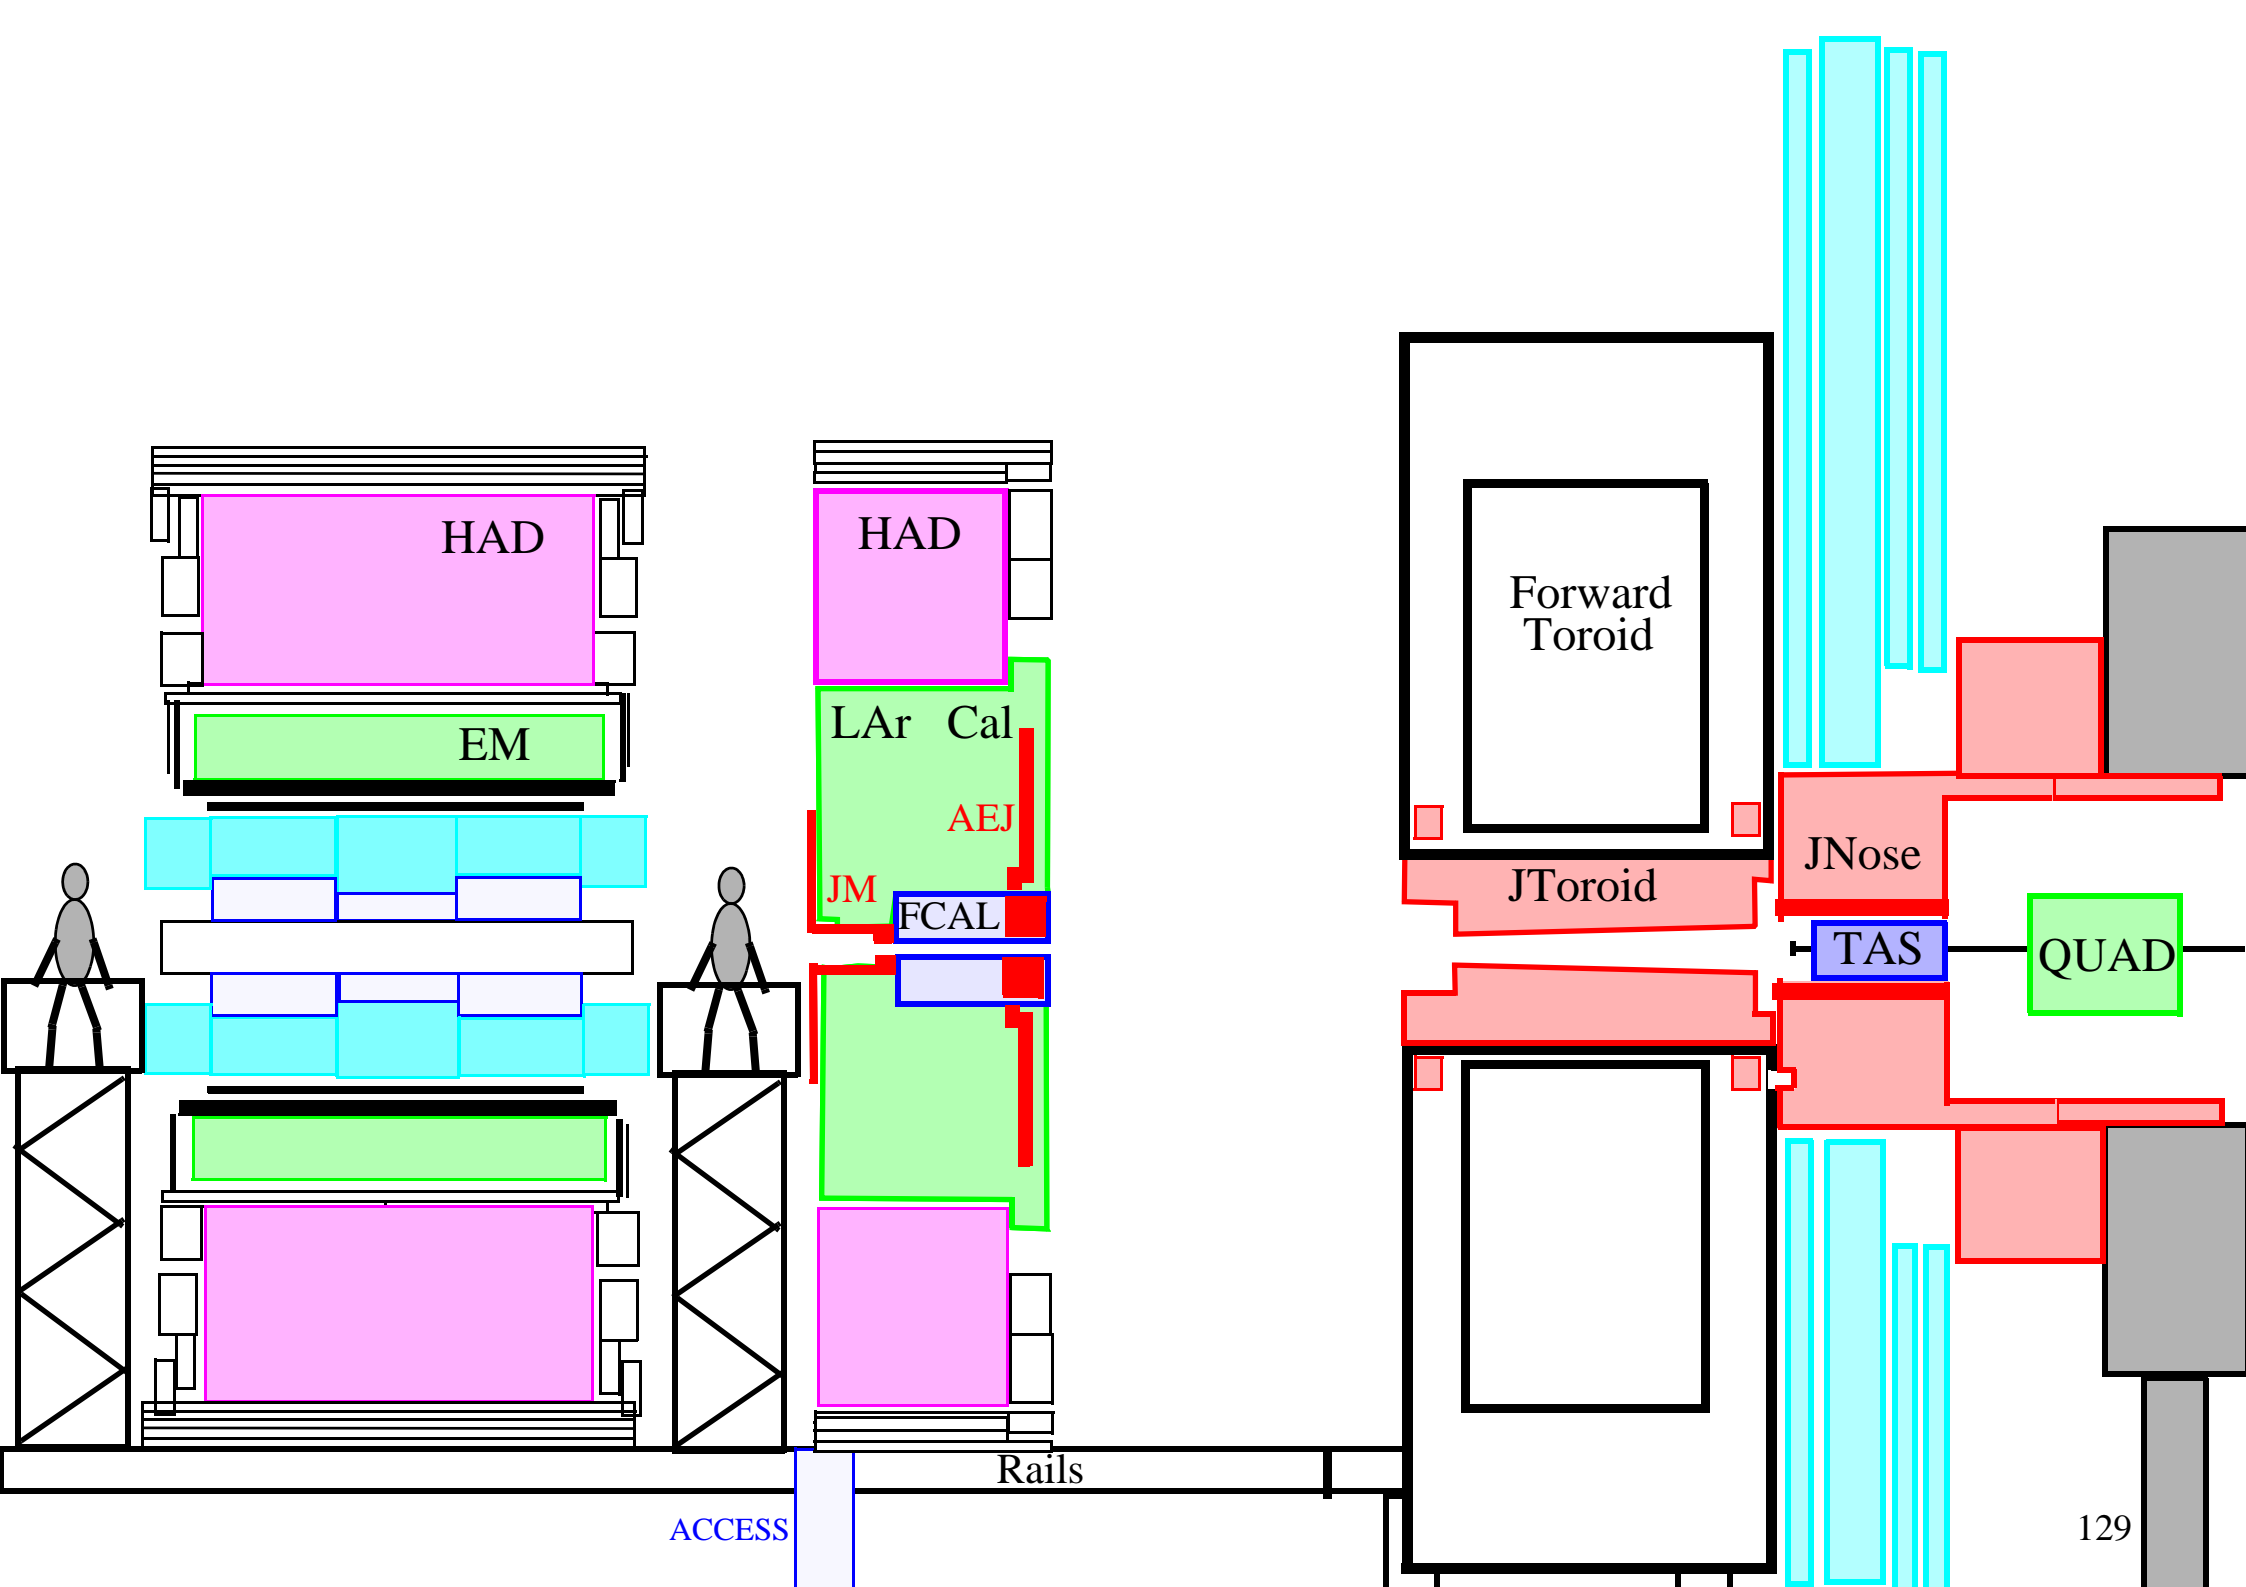 HAD
EM
HAD
LAr Cal
AEJ
JM
FCAL
Forward
Toroid
JToroid
JNose
TAS
QUAD
Rails
ACCESS
129